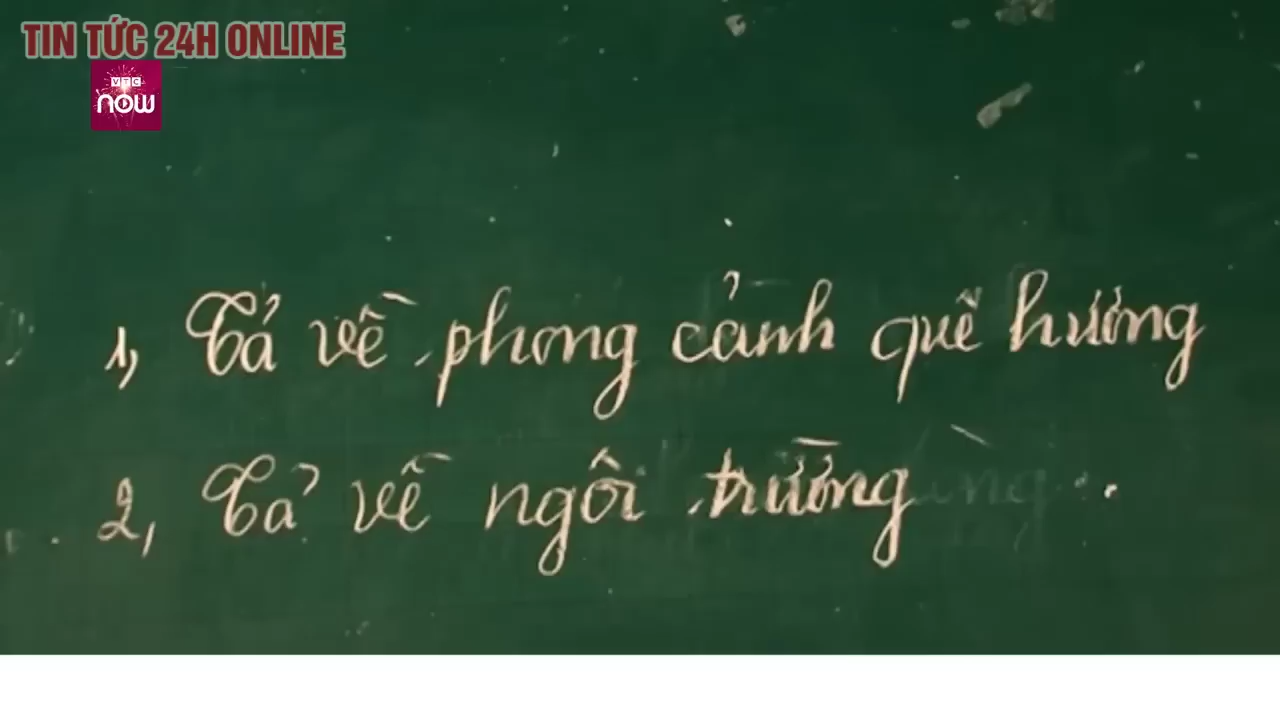 TIN TỨC 24H ONLINE
VTC
now
1, Tả về phong cảnh quê hương
2, Tả về ngôi trường